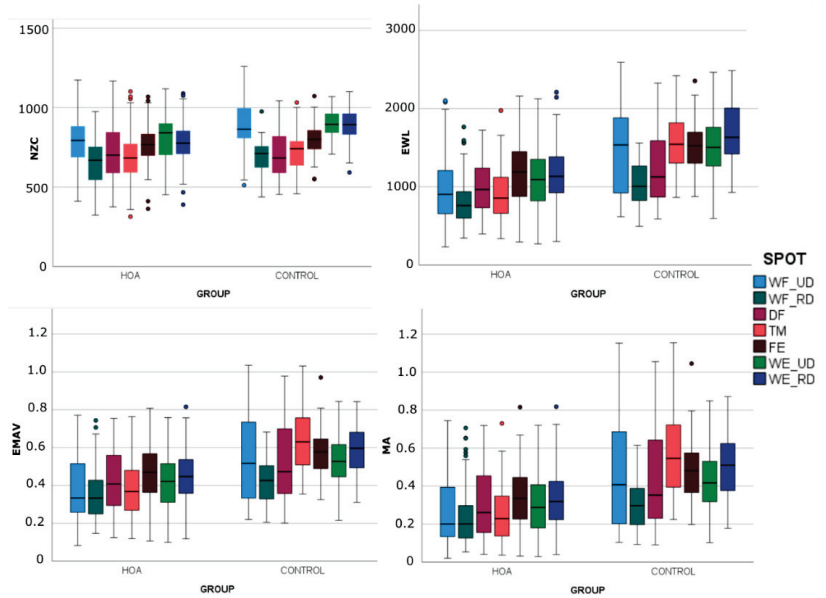 1500
1000
500
0
NZC
HOA
CONTROL
GROUP
3000
2000
1000
0
EWL
HOA
CONTROL
GROUP
SPOT
WF_UD
WF_RD
DF
TM
FE
WE_UD
WE_RD
1.2
1.0
0.8
0.6
0.4
0.2
0
EMAV
HOA
CONTROL
GROUP
1.2
1.0
0.8
0.6
0.4
0.2
0
MA
HOA
CONTROL
GROUP